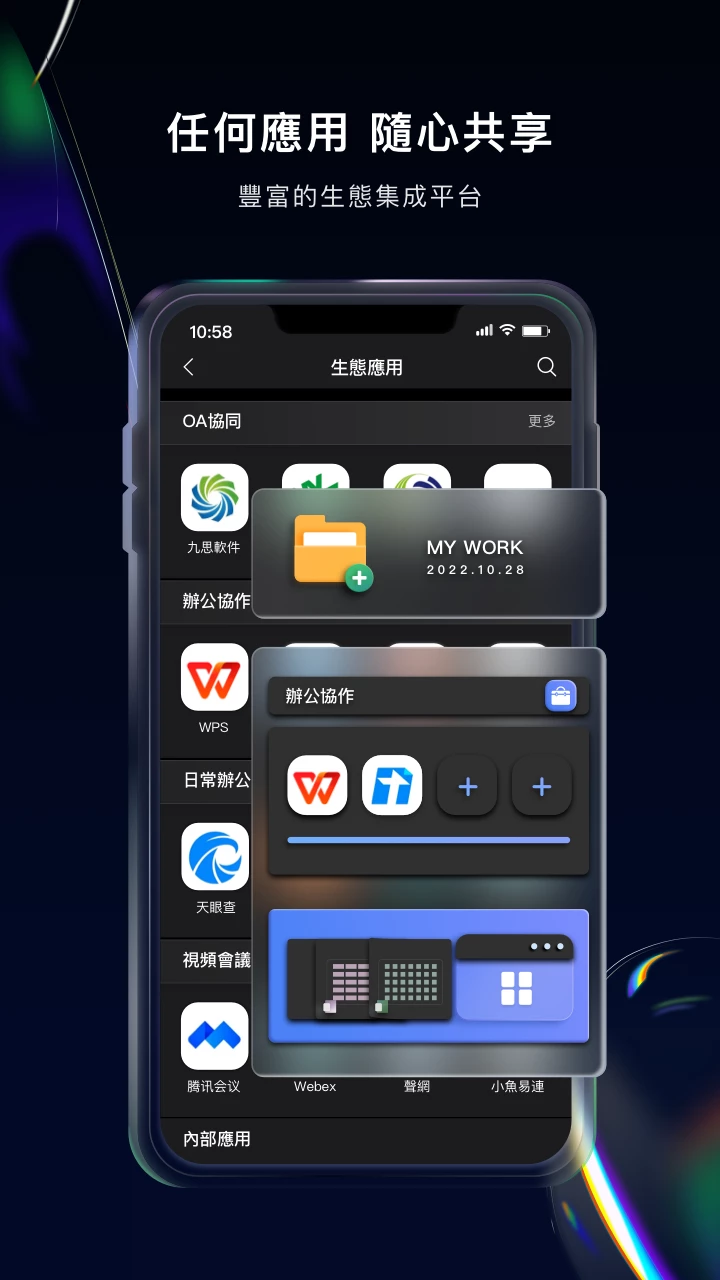 任何應用 隨心共享
豐富的生態集成平台
10:58
生態應用
OA協同
更多
九思軟件
MY WORK
2022.10.28
辦公協作
辦公協作
WPS
日常辦公
天眼查
視頻會議
腾讯会议
Webex
聲網
小魚易連
內部應用